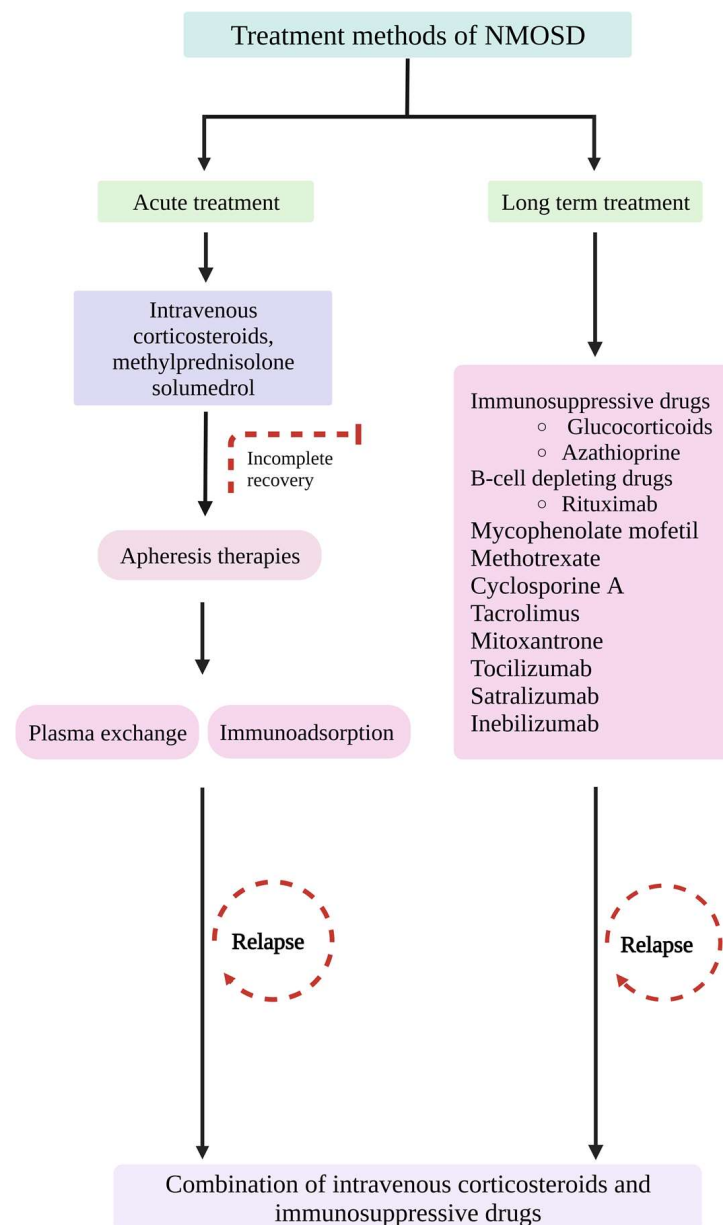 Treatment methods of NMOSD
Acute treatment
Long term treatment
Intravenous
corticosteroids,
methylprednisolone
solumedrol
Incomplete
recovery
Apheresis therapies
Plasma exchange
Immunoadsorption
Immunosuppressive drugs
○ Glucocorticoids
○ Azathioprine
B-cell depleting drugs
○ Rituximab
Mycophenolate mofetil
Methotrexate
Cyclosporine A
Tacrolimus
Mitoxantrone
Tocilizumab
Satralizumab
Inebilizumab
Relapse
Relapse
Combination of intravenous corticosteroids and
immunosuppressive drugs